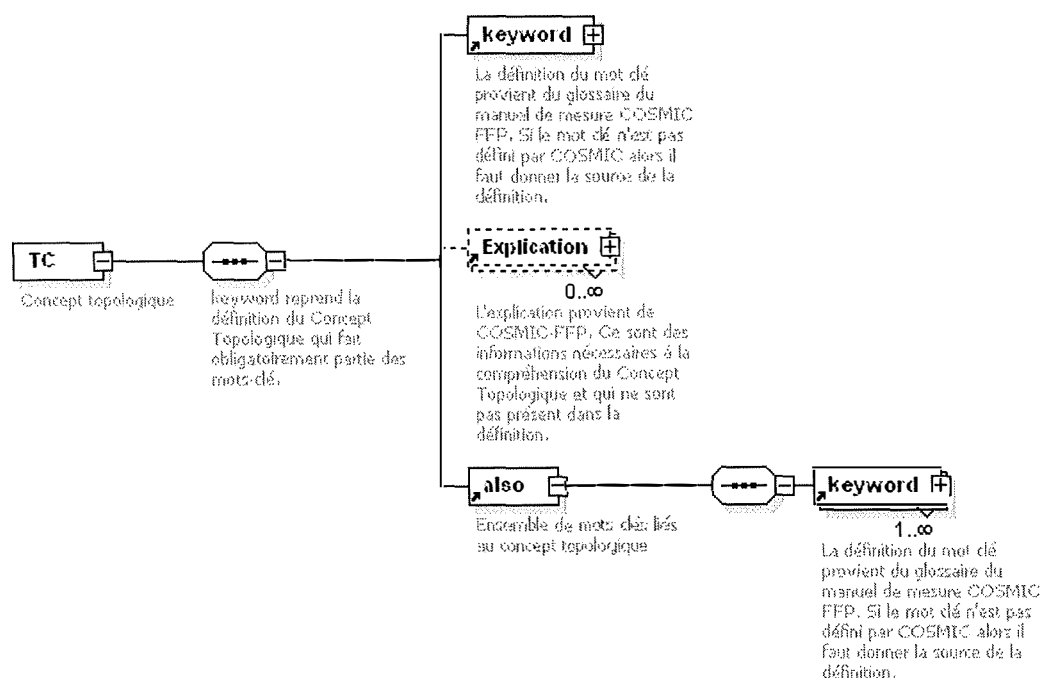 keyword
La définition du mot clé
provient du glossaire du
manuel de mesure COSMIC
FFP. Si le mot clé n'est pas
défini par COSMIC alors il
faut donner la source de la
définition.
TC
Concept topologique
keyword reprend la
définition du Concept
Topologique qui fait
obligatoirement partie des
mots-clé.
Explication
0..∞
L'explication provient de
COSMIC-FFP. Ce sont des
informations nécessaires à la
compréhension du Concept
Topologique et qui ne sont
pas présent dans la
définition.
also
Ensemble de mots clés liés
au concept topologique
keyword
1..∞
La définition du mot clé
provient du glossaire du
manuel de mesure COSMIC
FFP. Si le mot clé n'est pas
défini par COSMIC alors il
faut donner la source de la
définition.